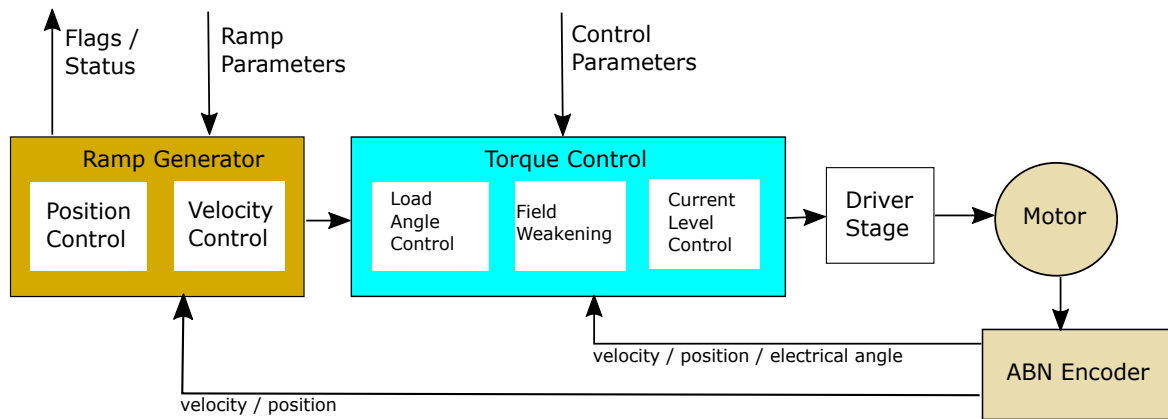 Flags /
Status
Ramp
Parameters
Control
Parameters
Ramp Generator
Position
Control
Velocity
Control
Torque Control
Load
Angle
Control
Field
Weakening
Current
Level
Control
Driver
Stage
Motor
velocity / position / electrical angle
ABN Encoder
velocity / position